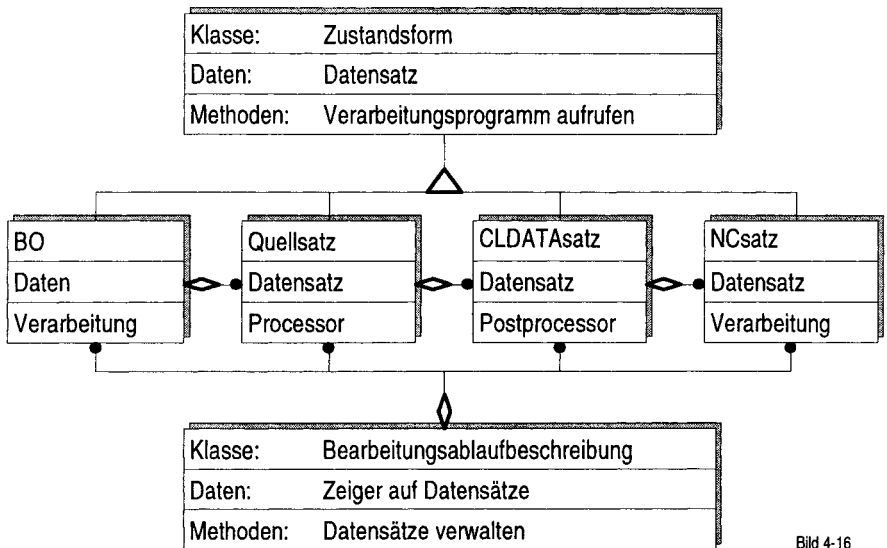 Klasse: Zustandsform
Daten: Datensatz
Methoden: Verarbeitungsprogramm aufrufen
BO
Daten
Verarbeitung
Quellsatz
Datensatz
Processor
CLDATAsatz
Datensatz
Postprocessor
NCsatz
Datensatz
Verarbeitung
Klasse: Bearbeitungsablaufbeschreibung
Daten: Zeiger auf Datensätze
Methoden: Datensätze verwalten
Bild 4-16